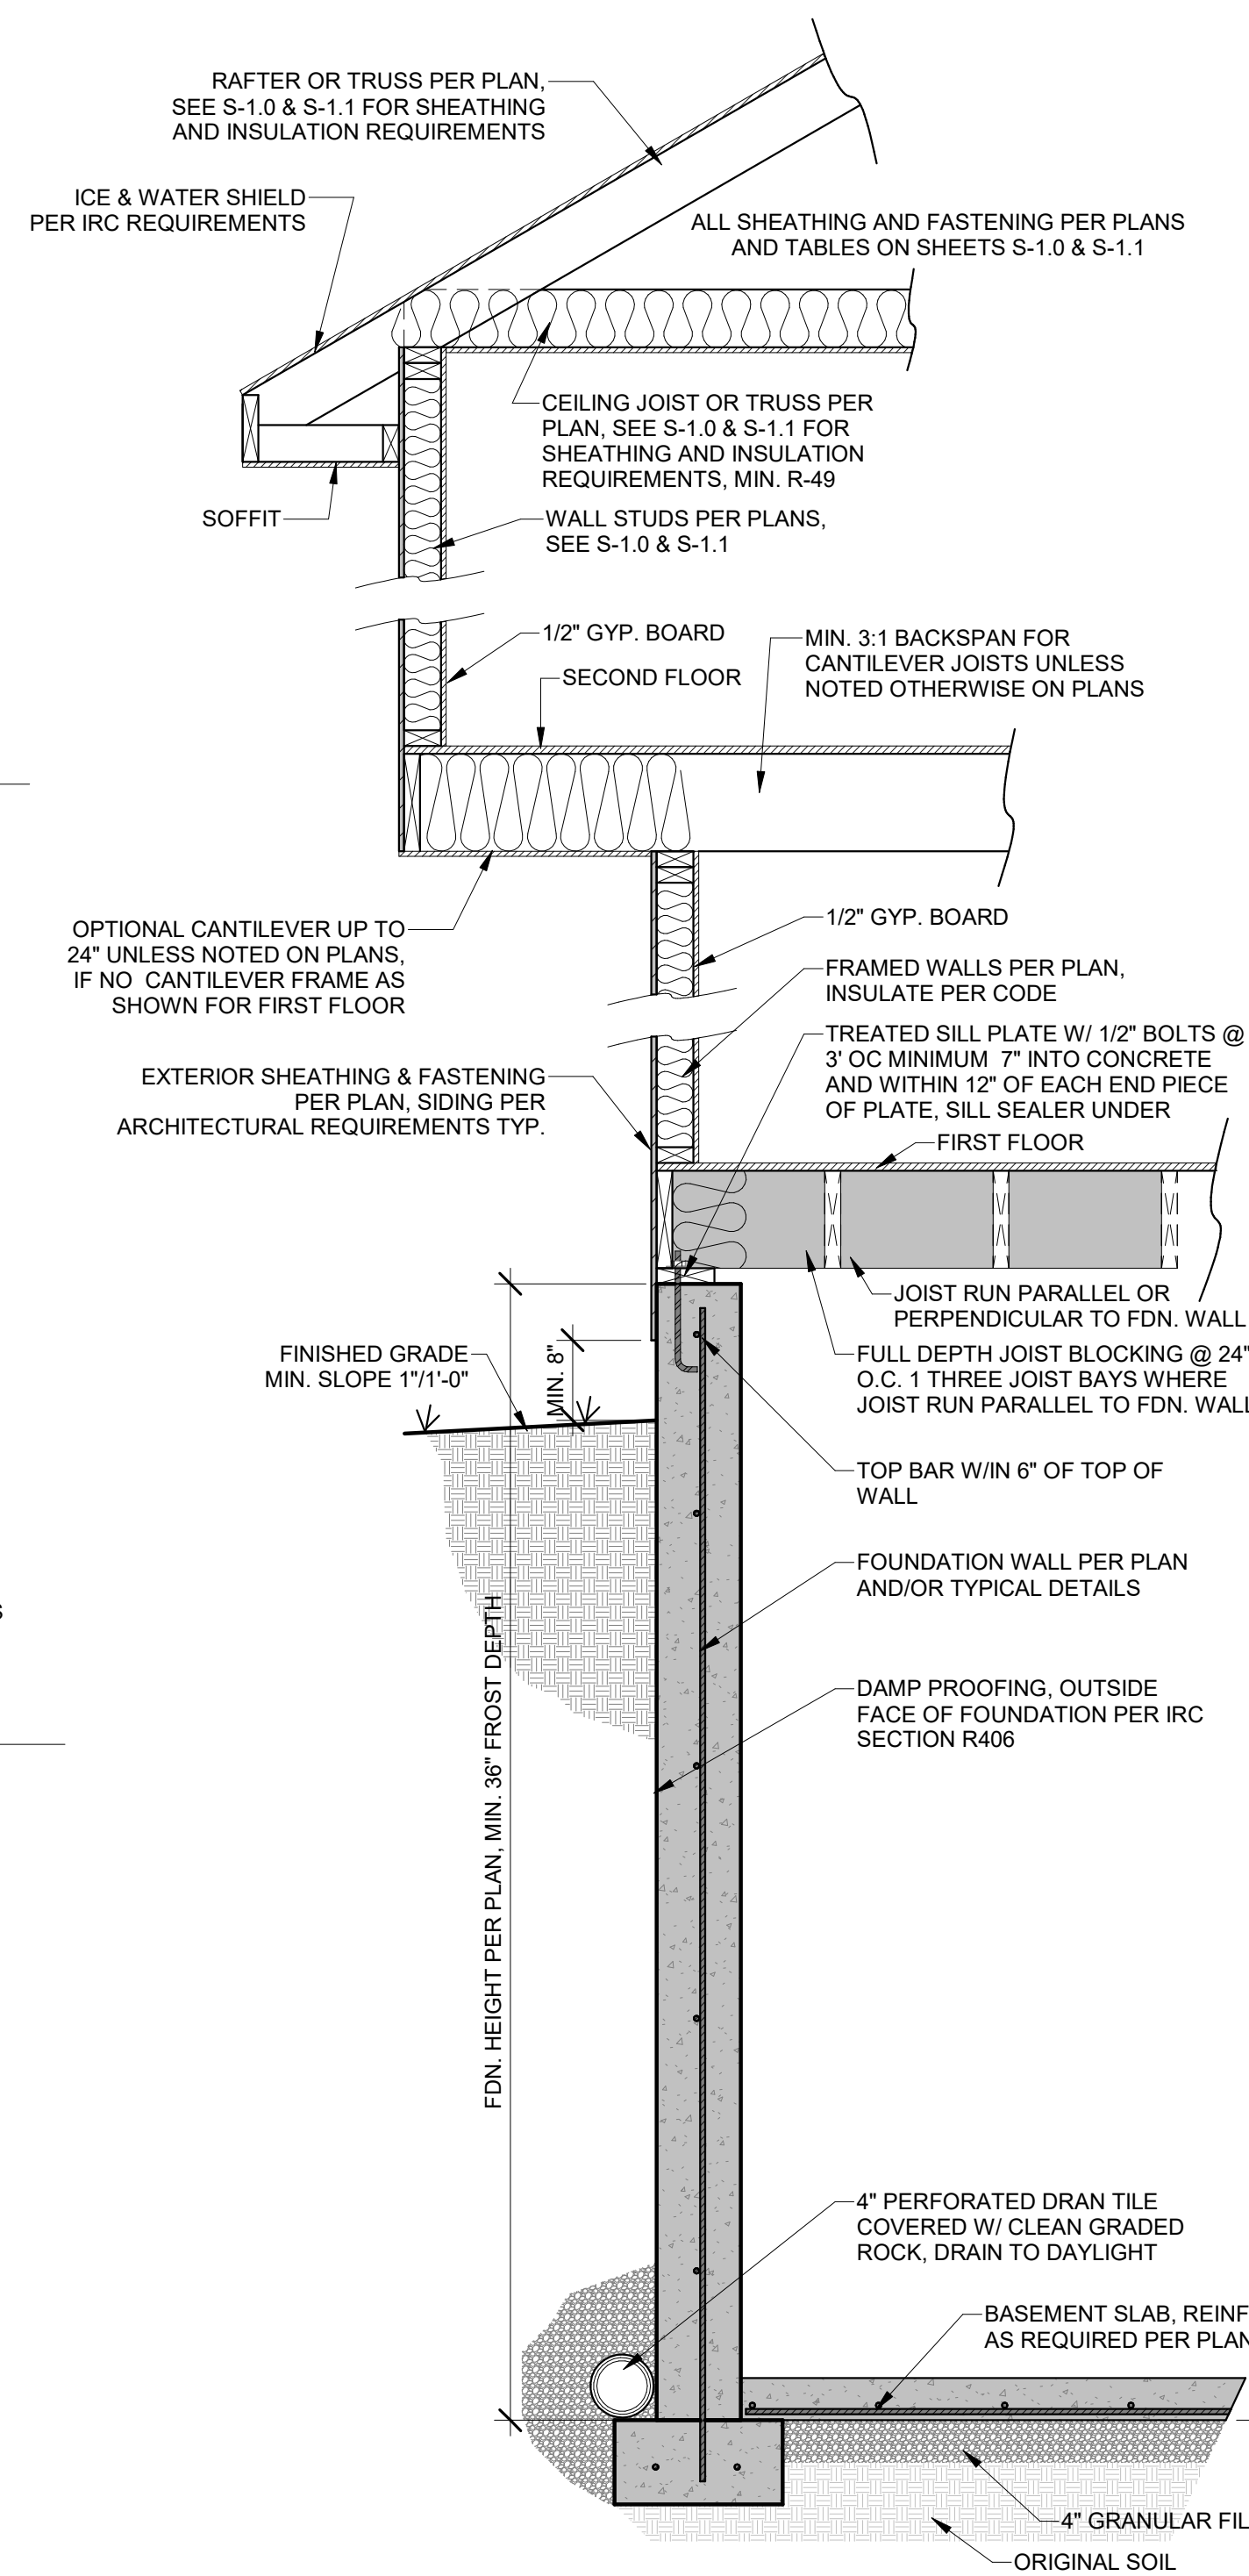 RAFTER OR TRUSS PER PLAN,
SEE S-1.0 & S-1.1 FOR SHEATHING
AND INSULATION REQUIREMENTS
ICE & WATER SHIELD
PER IRC REQUIREMENTS
ALL SHEATHING AND FASTENING PER PLANS
AND TABLES ON SHEETS S-1.0 & S-1.1
CEILING JOIST OR TRUSS PER
PLAN, SEE S-1.0 & S-1.1 FOR
SHEATHING AND INSULATION
REQUIREMENTS, MIN. R-49
SOFFIT
WALL STUDS PER PLANS,
SEE S-1.0 & S-1.1
1/2" GYP. BOARD
SECOND FLOOR
MIN. 3:1 BACKSPAN FOR
CANTILEVER JOISTS UNLESS
NOTED OTHERWISE ON PLANS
OPTIONAL CANTILEVER UP TO
24" UNLESS NOTED ON PLANS,
IF NO CANTILEVER FRAME AS
SHOWN FOR FIRST FLOOR
1/2" GYP. BOARD
FRAMED WALLS PER PLAN,
INSULATE PER CODE
TREATED SILL PLATE W/ 1/2" BOLTS @
3' OC MINIMUM 7" INTO CONCRETE
AND WITHIN 12" OF EACH END PIECE
OF PLATE, SILL SEALER UNDER
EXTERIOR SHEATHING & FASTENING
PER PLAN, SIDING PER
ARCHITECTURAL REQUIREMENTS TYP.
FIRST FLOOR
JOIST RUN PARALLEL OR
PERPENDICULAR TO FDN. WALL
FINISHED GRADE
MIN. SLOPE 1"/1'-0"
MIN. 8"
FULL DEPTH JOIST BLOCKING @ 24"
O.C. 1 THREE JOIST BAYS WHERE
JOIST RUN PARALLEL TO FDN. WALL
TOP BAR W/IN 6" OF TOP OF
WALL
FOUNDATION WALL PER PLAN
AND/OR TYPICAL DETAILS
S
DAMP PROOFING, OUTSIDE
FACE OF FOUNDATION PER IRC
SECTION R406
FDN. HEIGHT PER PLAN, MIN. 36" FROST DEPTH
4" PERFORATED DRAN TILE
COVERED W/ CLEAN GRADED
ROCK, DRAIN TO DAYLIGHT
BASEMENT SLAB, REINF
AS REQUIRED PER PLAN
4" GRANULAR FIL
ORIGINAL SOIL